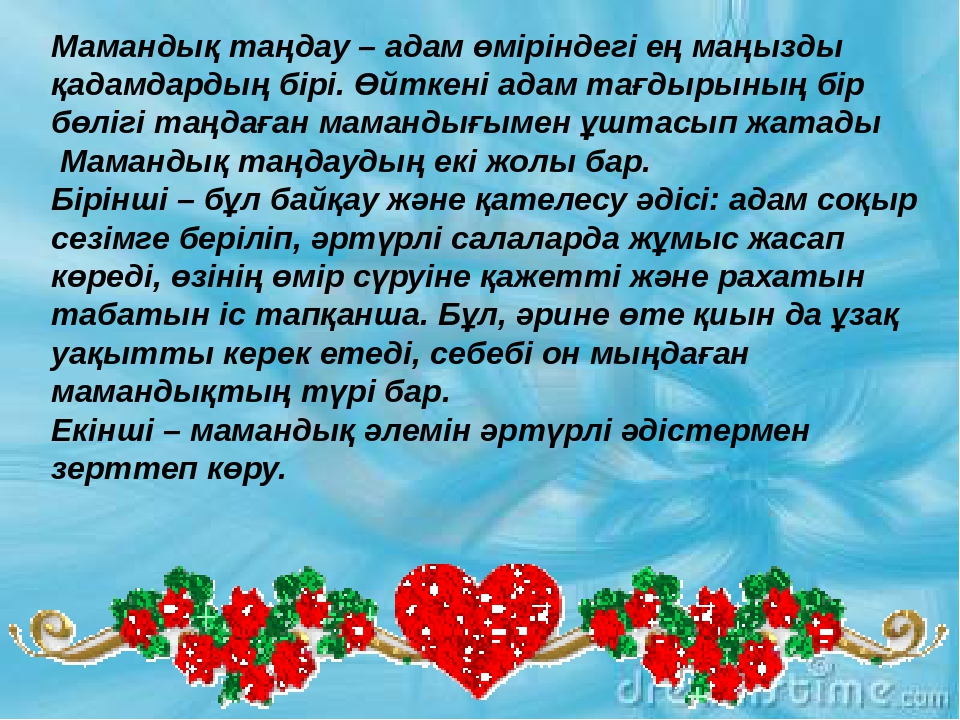 Мамандық таңдау – адам өміріндегі ең маңызды
қадамдардың бірі. Өйткені адам тағдырының бір
бөлігі таңдаған мамандығымен ұштасып жатады
Мамандық таңдаудың екі жолы бар.
Бірінші – бұл байқау және қателесу әдісі: адам соқыр
сезімге беріліп, әртүрлі салаларда жұмыс жасап
көреді, өзінің өмір сүруіне қажетті және рахатын
табатын іс тапқанша. Бұл, әрине өте қиын да ұзақ
уақытты керек етеді, себебі он мыңдаған
мамандықтың түрі бар.
Екінші – мамандық әлемін әртүрлі әдістермен
зерттеп көру.
dreamstime.com